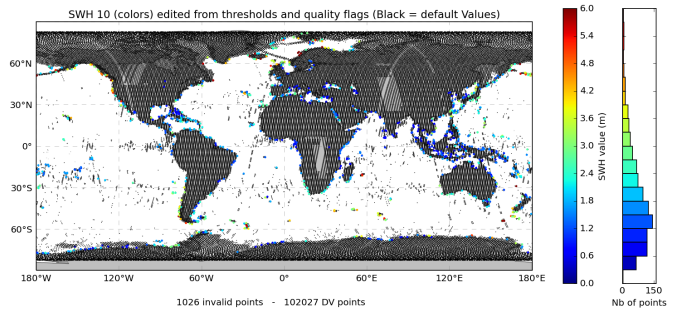 SWH 10 (colors) edited from thresholds and quality flags (Black = default Values)
60°N
30°N
0°
30°S
60°S
180°W 120°W 60°W 0° 60°E 120°E 180°E
1026 invalid points - 102027 DV points
6.0
5.4
4.8
4.2
3.6
3.0
2.4
1.8
1.2
0.6
0.0
SWH value (m)
0 150
Nb of points